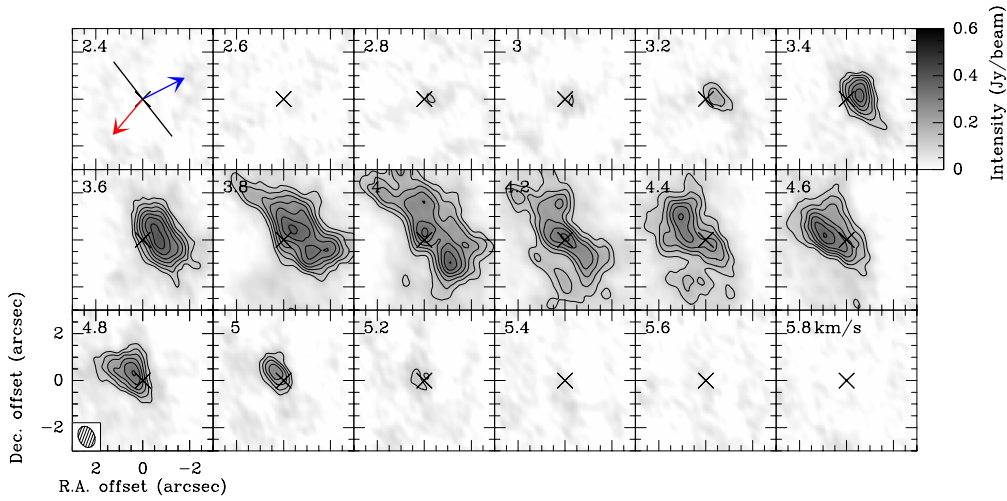 2.4 2.6 2.8 3 3.2 3.4
0.6
0.4
0.2
0
Intensity (Jy/beam)
3.6 3.8 4 4.2 4.4 4.6
4.8 5 5.2 5.4 5.6 5.8 km/s
2
0
−2
Dec. offset (arcsec)
2 0 −2
R.A. offset (arcsec)